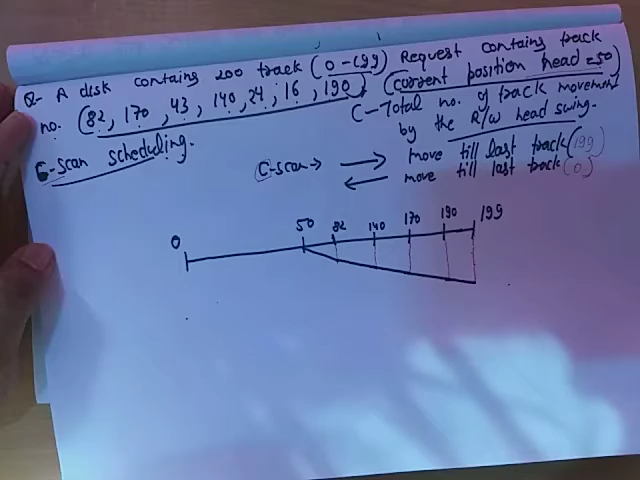 Q- A disk contains 200 track (0-199) Request contains track
no. (82, 170, 43, 140, 24, 16, 190). (current position head=50)
C-Total no. of track movement
by the R/W head swing.
C-scan scheduling.
C-scan→ → move till last track(199)
← move till last track(0)
0 50 82 140 170 190 199